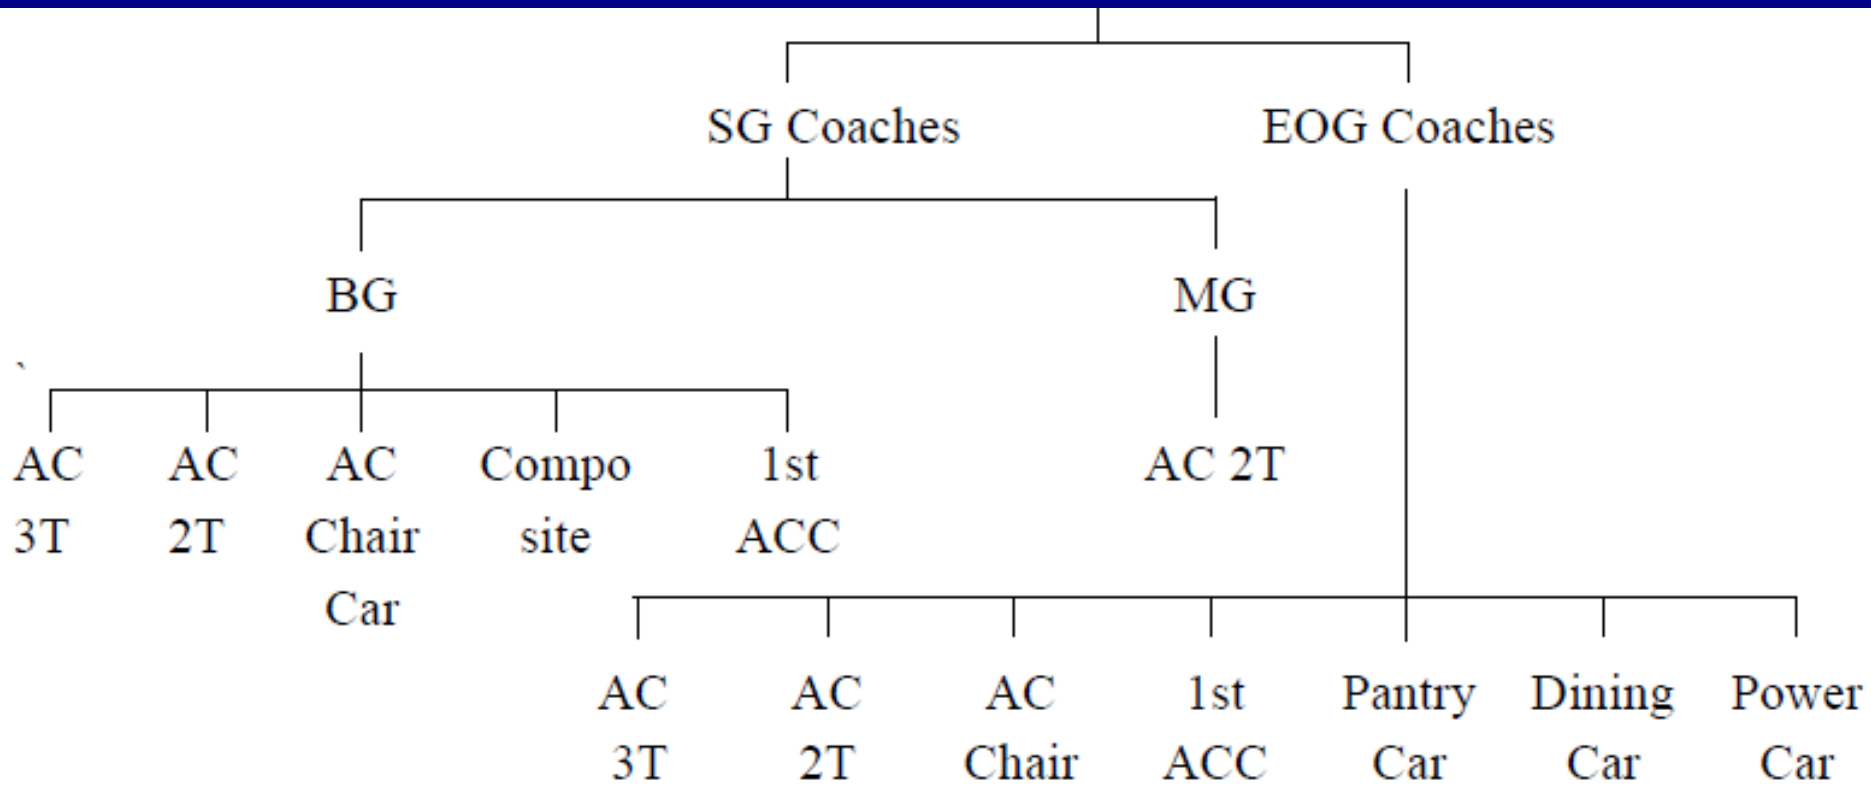 SG Coaches EOG Coaches
BG MG
`
AC AC AC Compo 1st AC 2T
3T 2T Chair site ACC
Car
AC AC AC 1st Pantry Dining Power
3T 2T Chair ACC Car Car Car